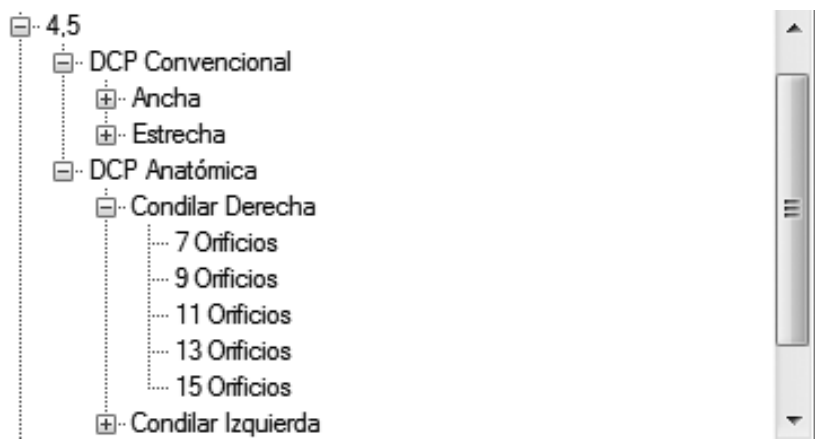 4,5
DCP Convencional
Ancha
Estrecha
DCP Anatómica
Condilar Derecha
7 Orificios
9 Orificios
11 Orificios
13 Orificios
15 Orificios
Condilar Izquierda